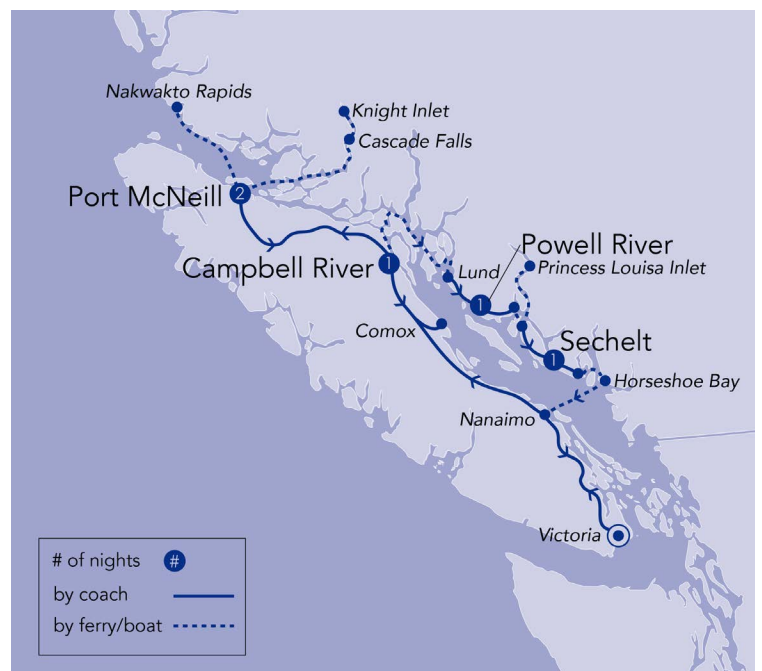 Nakwakto Rapids
Knight Inlet
Cascade Falls
Port McNeill
2
Powell River
Campbell River
1
Lund
Princess Louisa Inlet
1
Comox
Sechelt
1
Horseshoe Bay
Nanaimo
Victoria
# of nights #
by coach
by ferry/boat